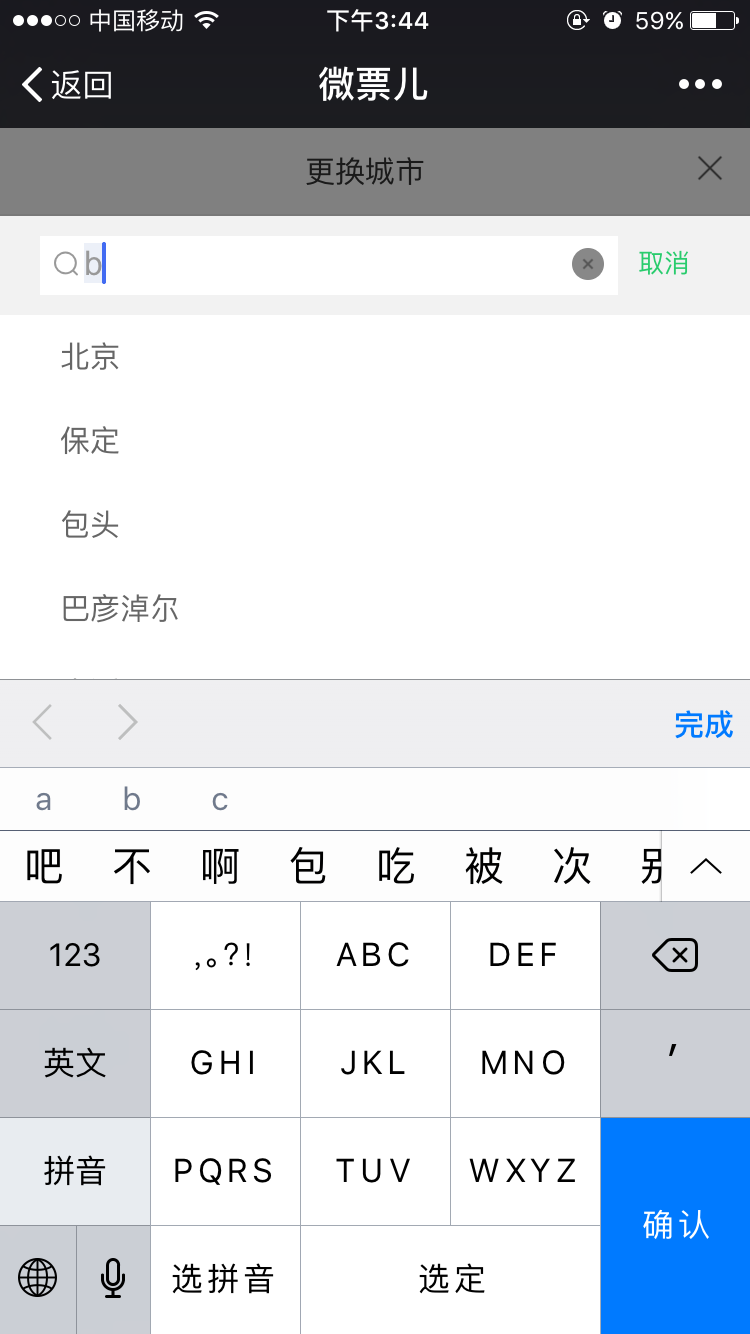 中国移动 下午3:44 59%
返回 微票儿
更换城市
b 取消
北京
保定
包头
巴彦淖尔
完成
a b c
吧 不 啊 包 吃 被 次
123 ,。?! ABC DEF
英文 GHI JKL MNO ′
拼音 PQRS TUV WXYZ
确认
选拼音 选定